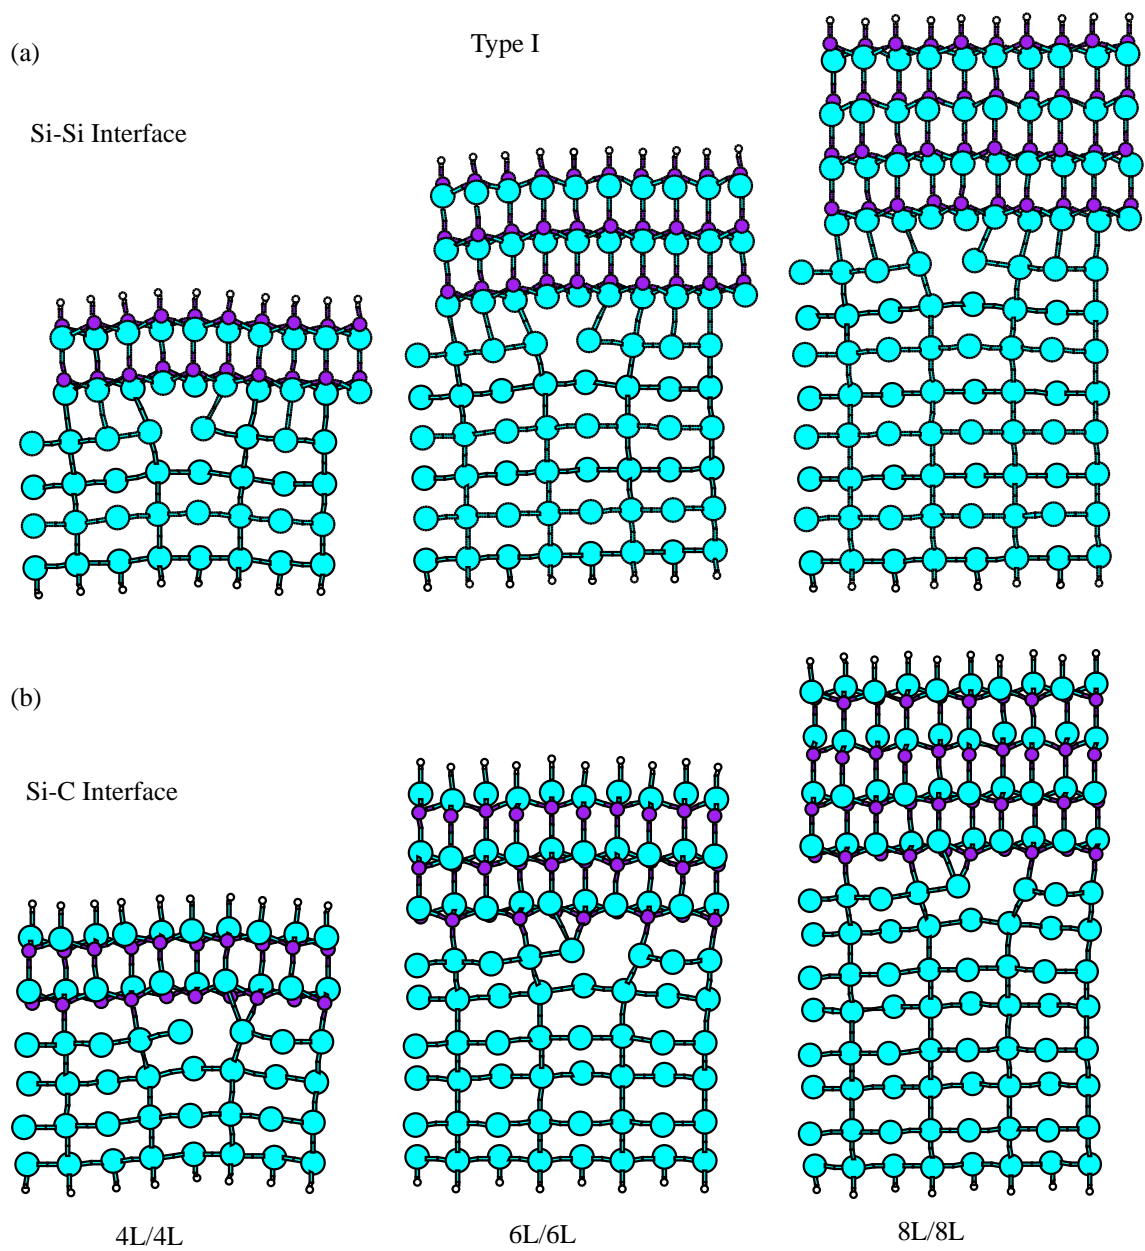 (a)
Type I
Si-Si Interface
(b)
Si-C Interface
4L/4L
6L/6L
8L/8L